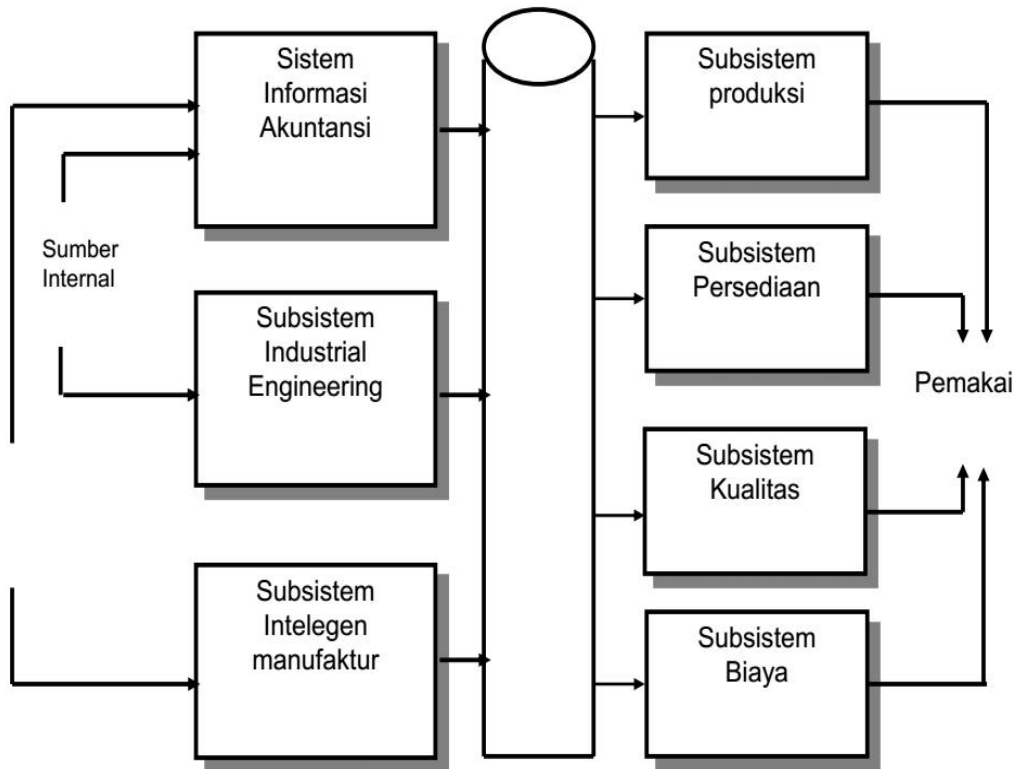 Sistem
Informasi
Akuntansi
Sumber
Internal
Subsistem
Industrial
Engineering
Subsistem
Intelegen
manufaktur
Subsistem
produksi
Subsistem
Persediaan
Subsistem
Kualitas
Subsistem
Biaya
Pemakai